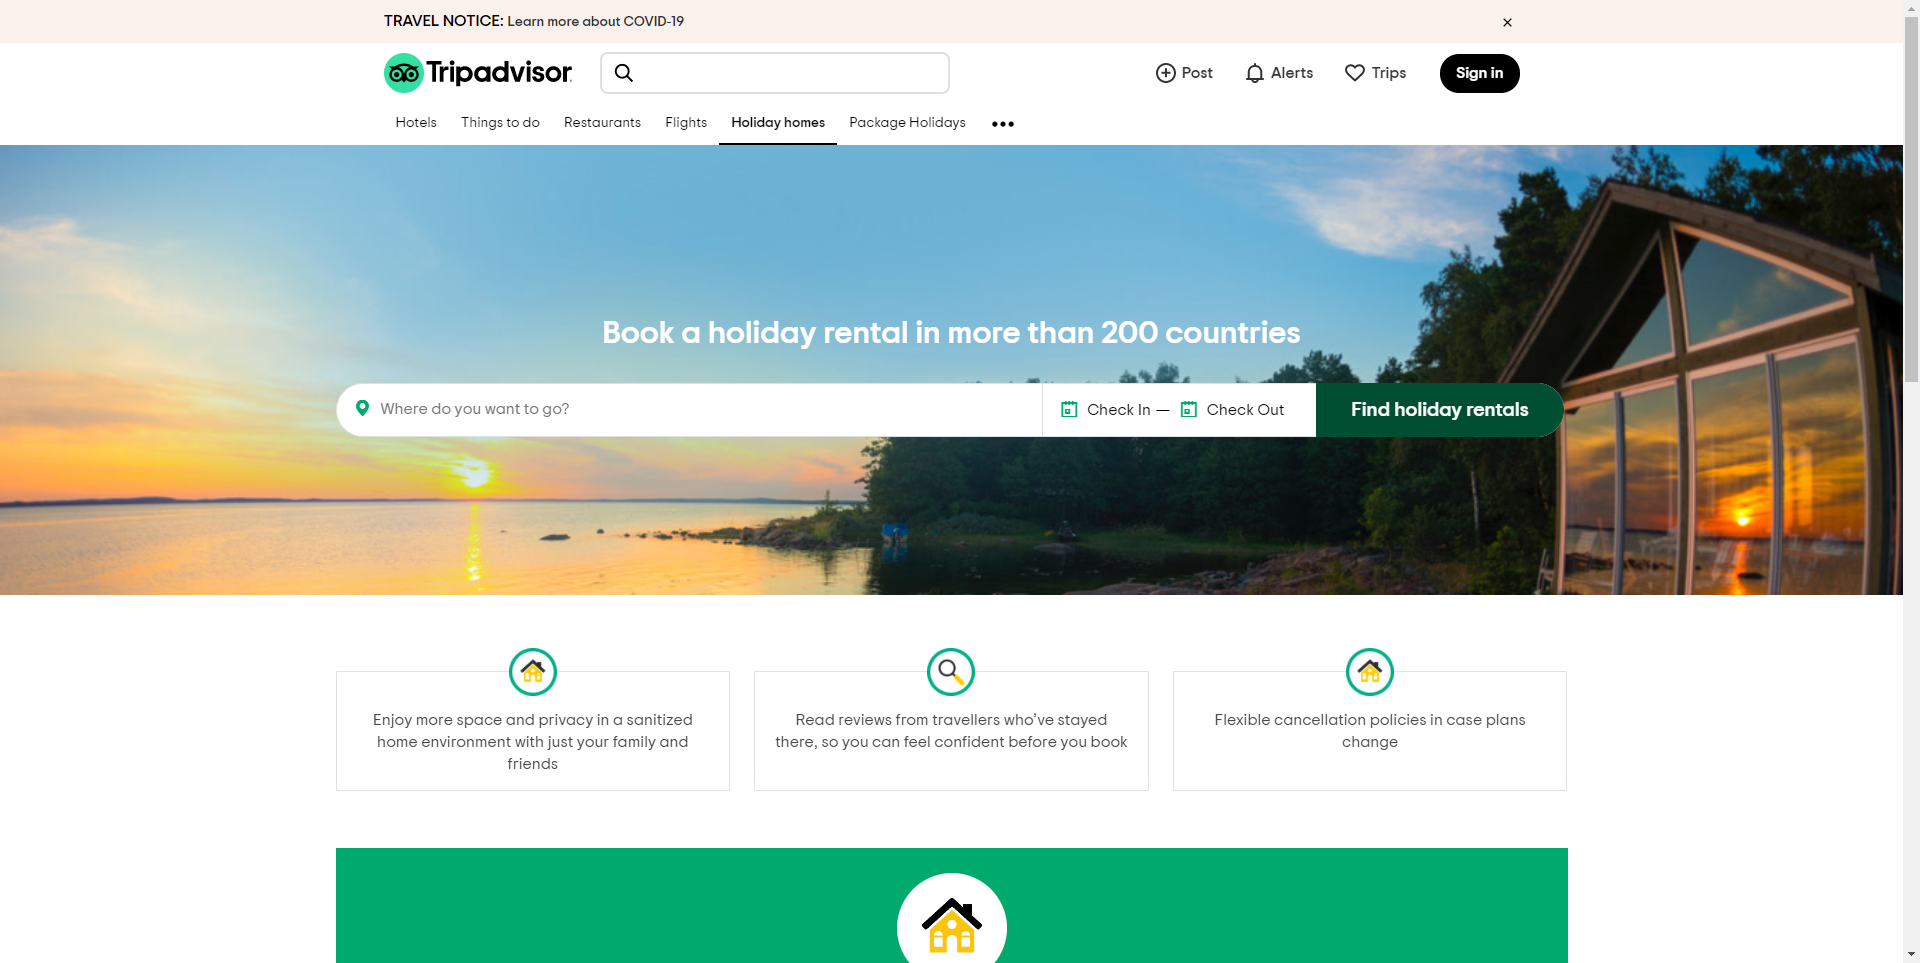 TRAVEL NOTICE: Learn more about COVID-19
Tripadvisor
Post
Alerts
Trips
Sign in
Hotels
Things to do
Restaurants
Flights
Holiday homes
Package Holidays
Book a holiday rental in more than 200 countries
Where do you want to go?
Check In — Check Out
Find holiday rentals
Enjoy more space and privacy in a sanitized
home environment with just your family and
friends
Read reviews from travellers who've stayed
there, so you can feel confident before you book
Flexible cancellation policies in case plans
change